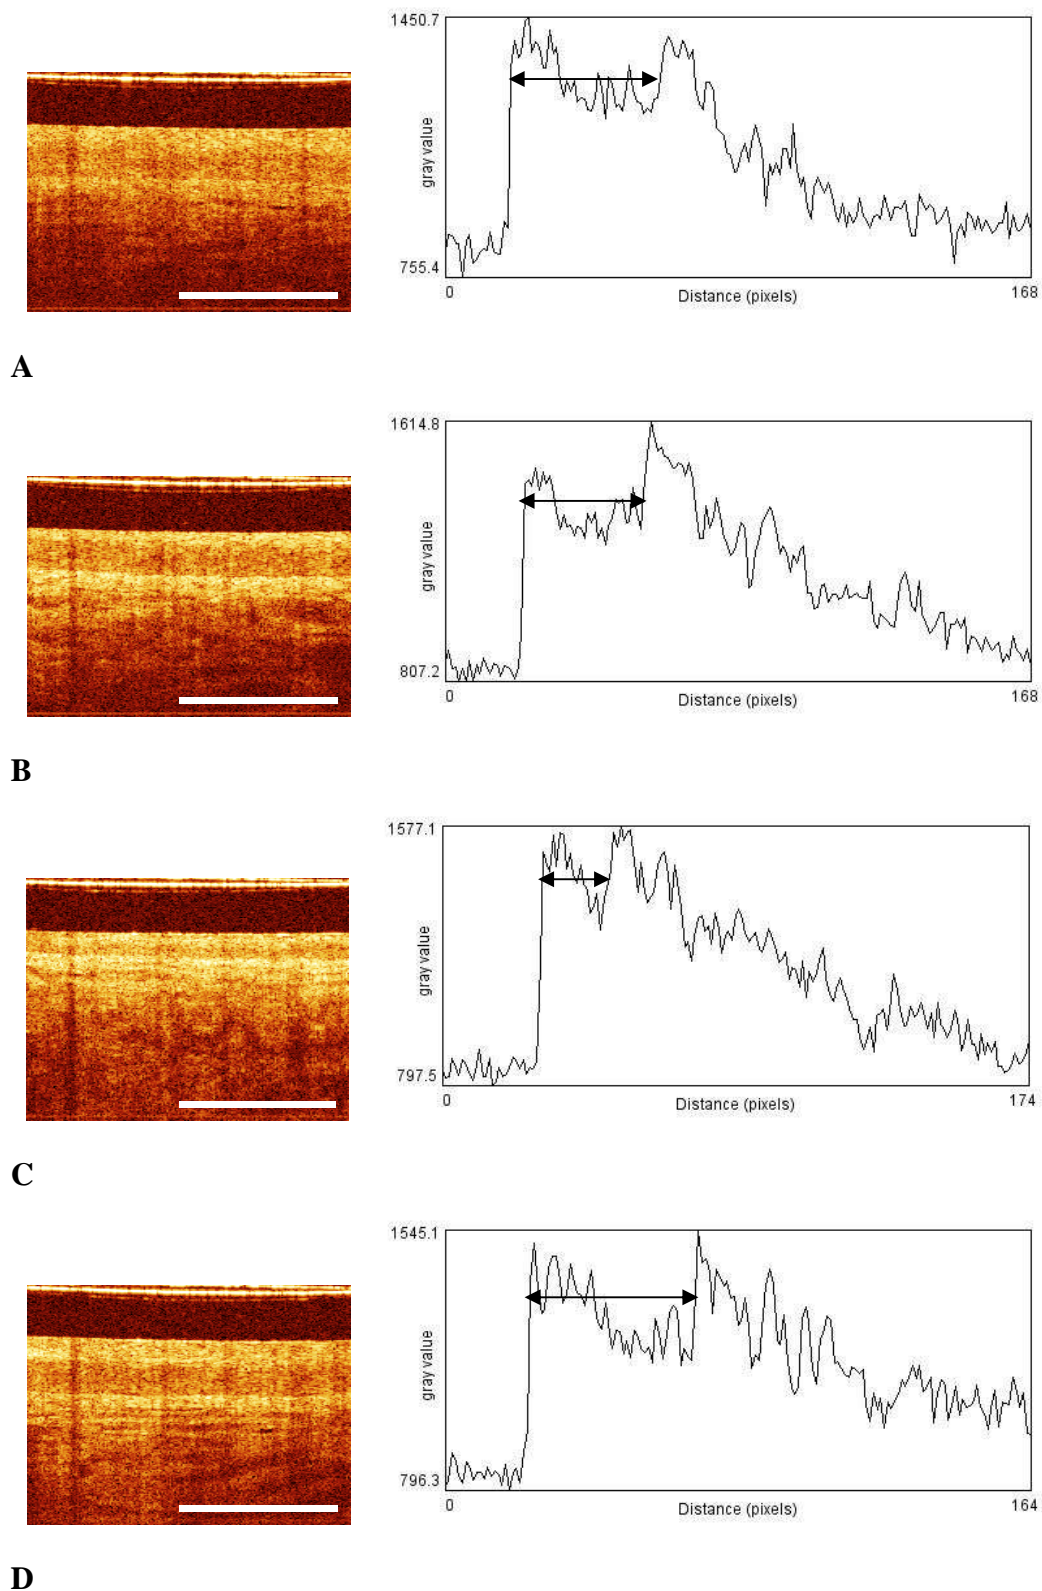 1450.7
gray value
755.4
0
Distance (pixels)
168
A
1614.8
gray value
807.2
0
Distance (pixels)
168
B
1577.1
gray value
797.5
0
Distance (pixels)
174
C
1545.1
gray value
796.3
0
Distance (pixels)
164
D